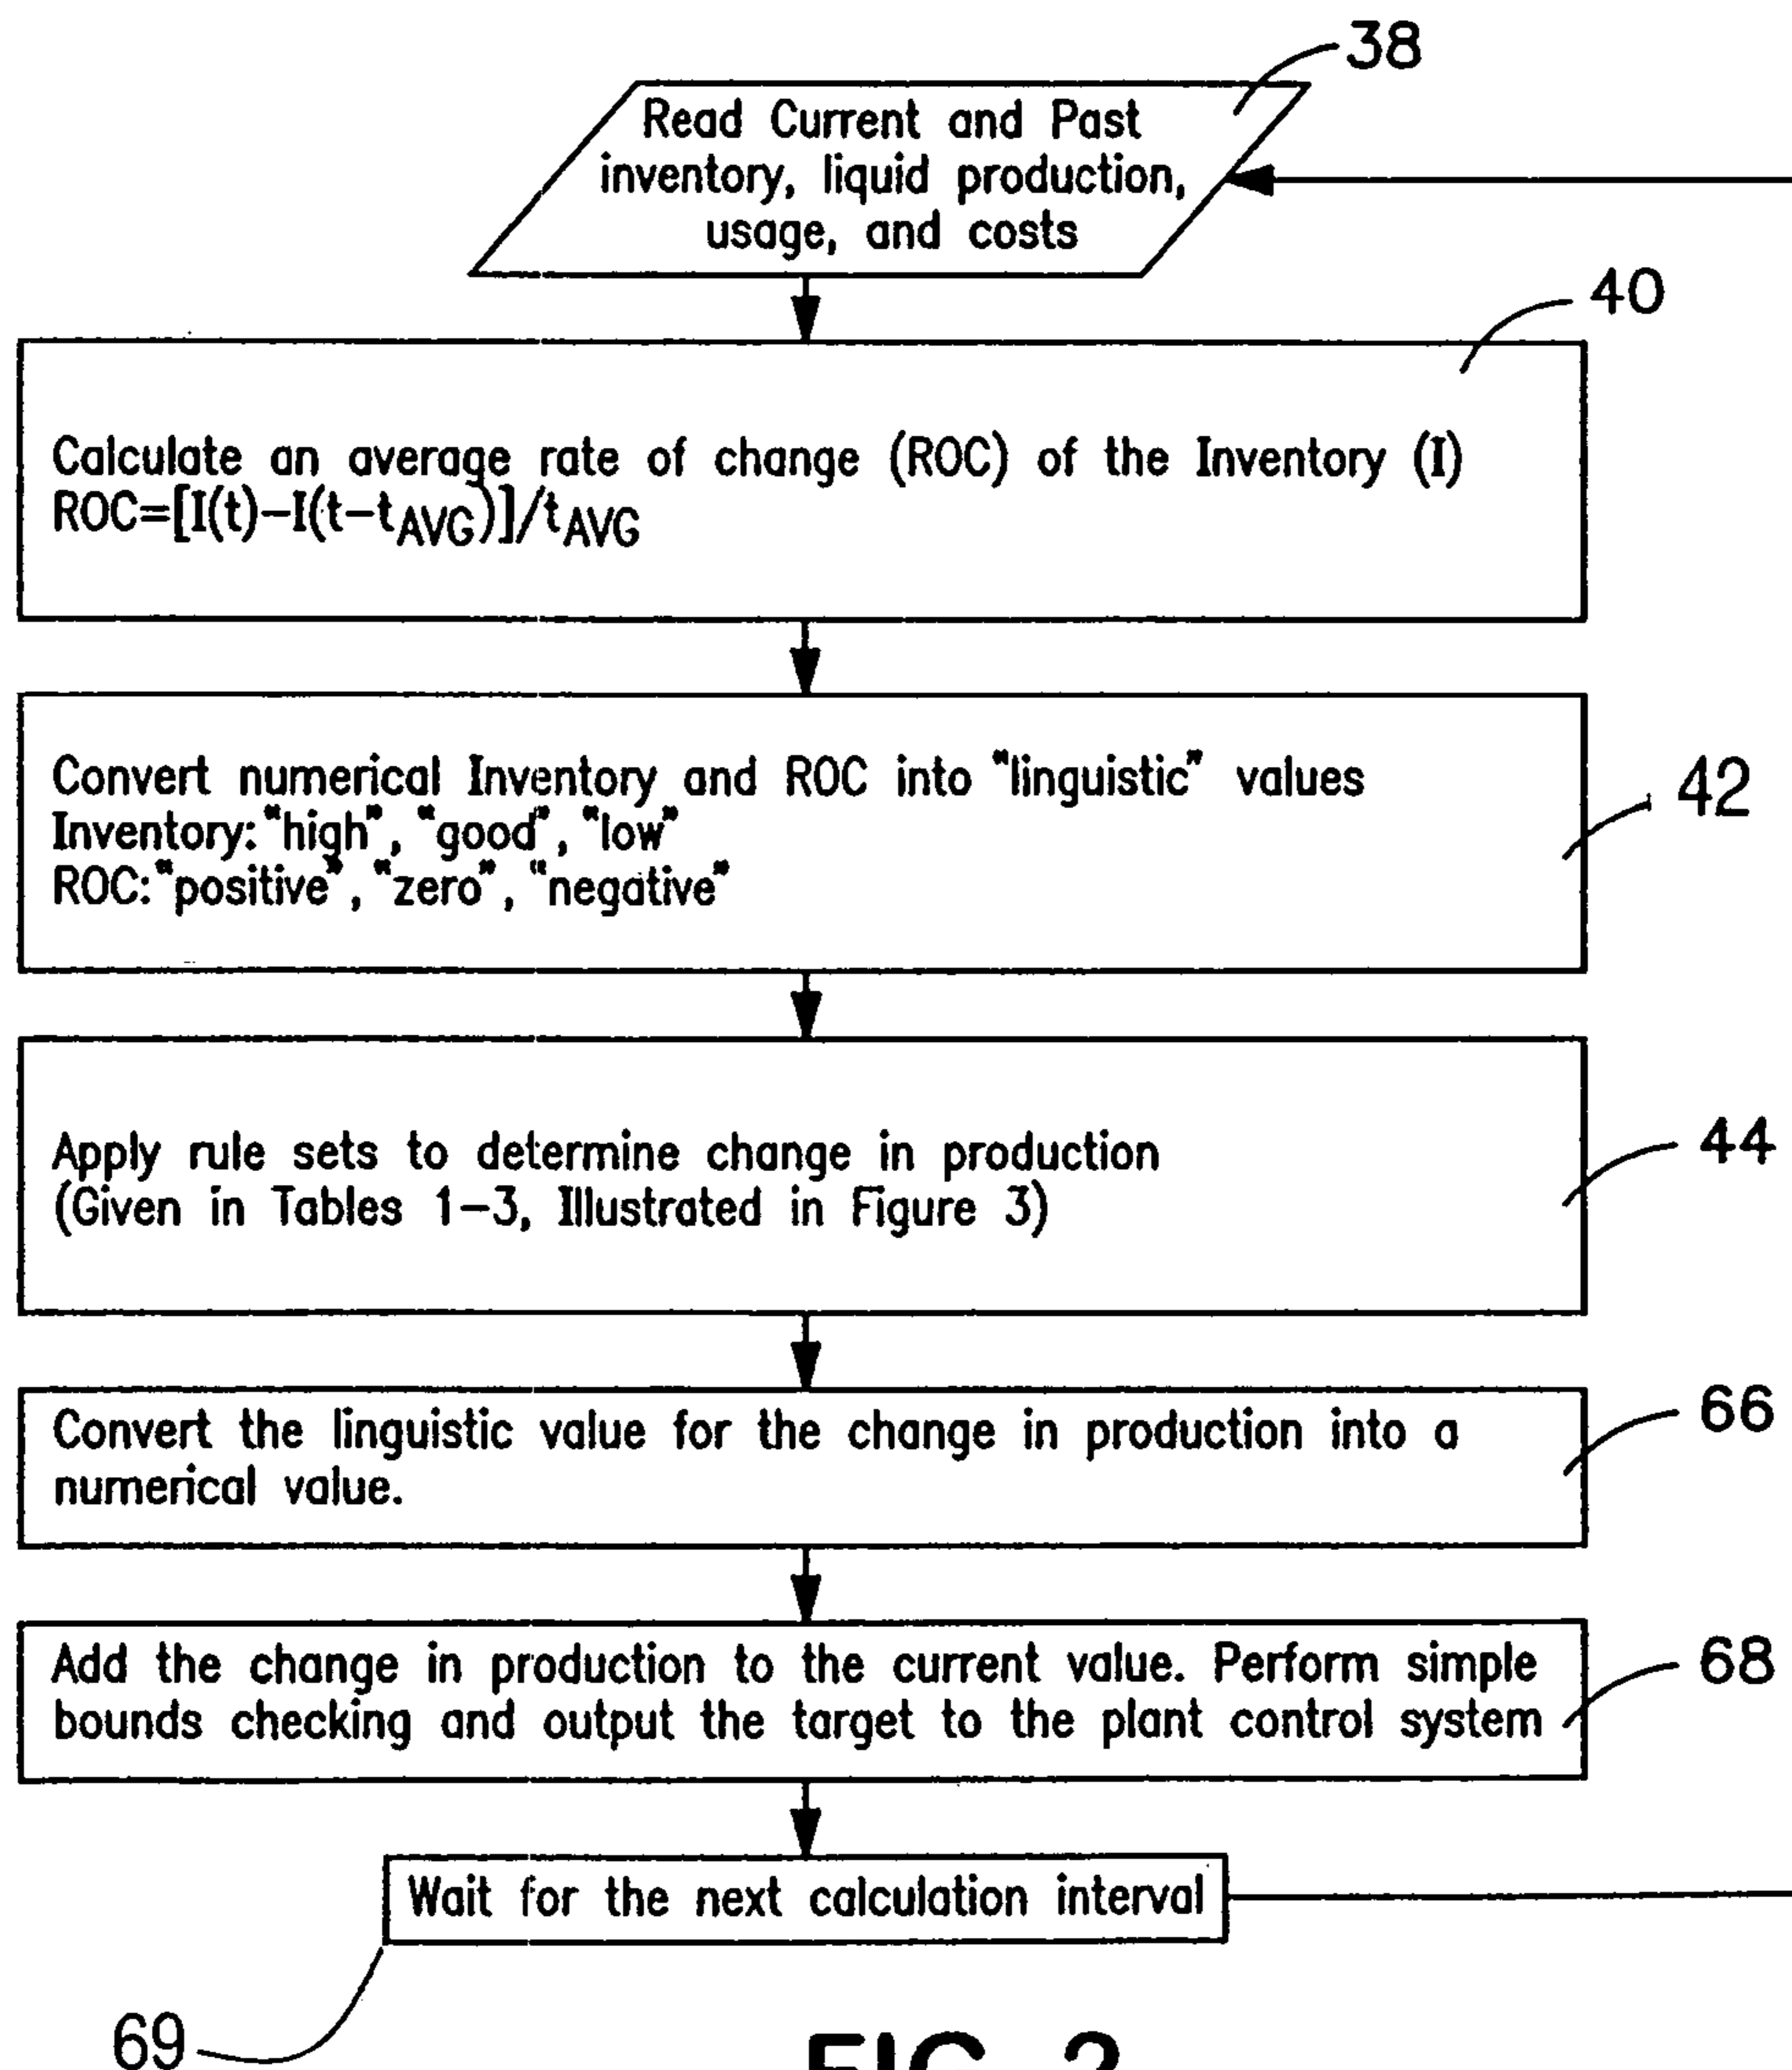 38
Read Current and Past
inventory, liquid production,
usage, and costs
40
Calculate an average rate of change (ROC) of the Inventory (I)
ROC=[I(t)-I(t-tAVG)]/tAVG
Convert numerical Inventory and ROC into "linguistic" values
Inventory:"high", "good", "low"
ROC:"positive", "zero", "negative"
42
Apply rule sets to determine change in production
(Given in Tables 1-3, Illustrated in Figure 3)
44
Convert the linguistic value for the change in production into a
numerical value.
66
Add the change in production to the current value. Perform simple
bounds checking and output the target to the plant control system
68
Wait for the next calculation interval
69
FIG. 2